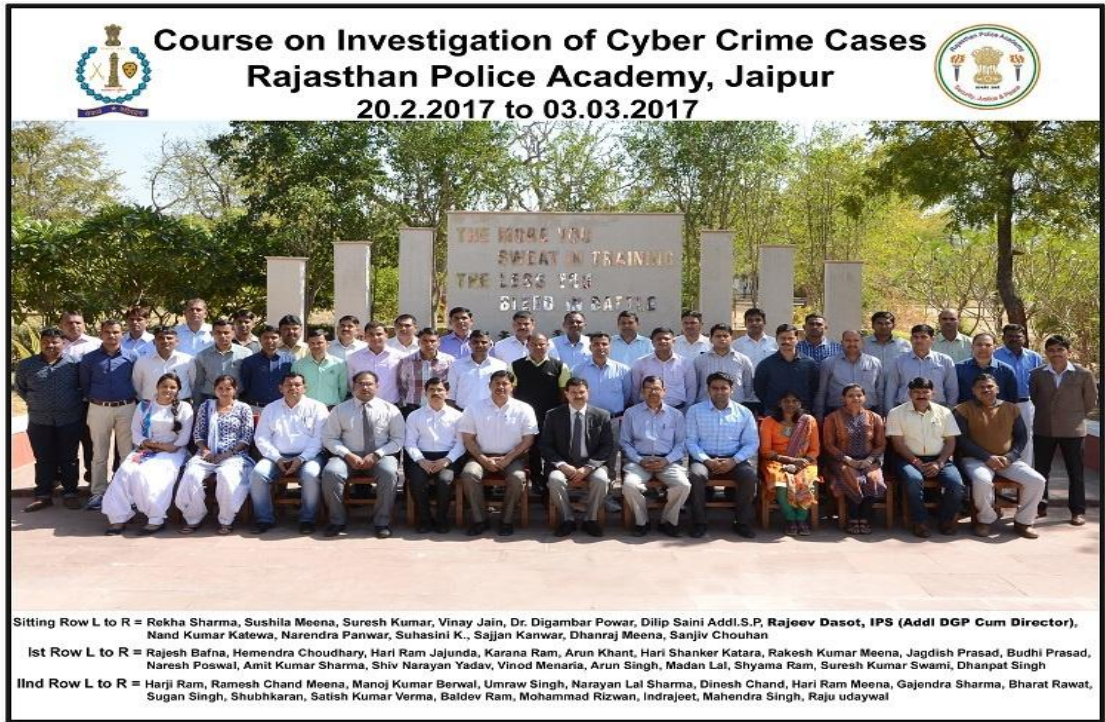 Course on Investigation of Cyber Crime Cases
Rajasthan Police Academy, Jaipur
20.2.2017 to 03.03.2017
Rajasthan Police Academy
Security, Justice & Peace
THE MORE YOU
SWEAT IN TRAINING
THE LESS YOU
BLEED IN BATTLE
Sitting Row L to R = Rekha Sharma, Sushila Meena, Suresh Kumar, Vinay Jain, Dr. Digambar Powar, Dilip Saini Addl.S.P, Rajeev Dasot, IPS (Addl DGP Cum Director),
Nand Kumar Katewa, Narendra Panwar, Suhasini K., Sajjan Kanwar, Dhanraj Meena, Sanjiv Chouhan
Ist Row L to R = Rajesh Bafna, Hemendra Choudhary, Hari Ram Jajunda, Karana Ram, Arun Khant, Hari Shanker Katara, Rakesh Kumar Meena, Jagdish Prasad, Budhi Prasad,
Naresh Poswal, Amit Kumar Sharma, Shiv Narayan Yadav, Vinod Menaria, Arun Singh, Madan Lal, Shyama Ram, Suresh Kumar Swami, Dhanpat Singh
IInd Row L to R = Harji Ram, Ramesh Chand Meena, Manoj Kumar Berwal, Umraw Singh, Narayan Lal Sharma, Dinesh Chand, Hari Ram Meena, Gajendra Sharma, Bharat Rawat,
Sugan Singh, Shubhkaran, Satish Kumar Verma, Baldev Ram, Mohammad Rizwan, Indrajeet, Mahendra Singh, Raju udaywal